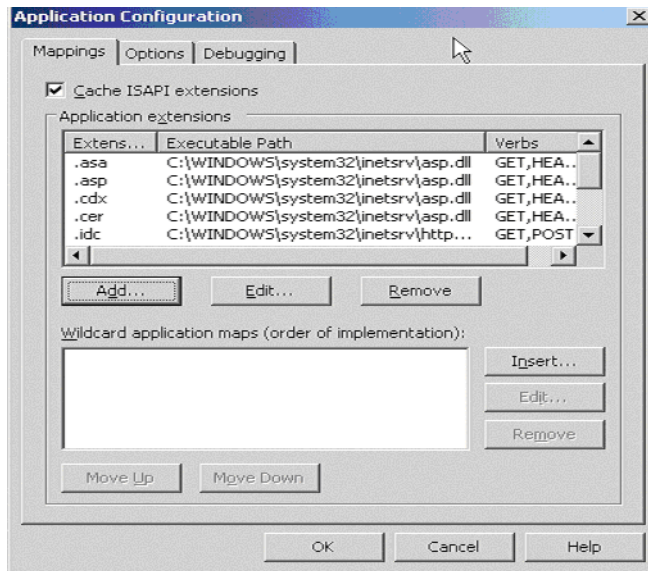 Application Configuration
Mappings Options Debugging
Cache ISAPI extensions
Application extensions
Extens... Executable Path Verbs
.asa C:\WINDOWS\system32\inetsrv\asp.dll GET,HEA..
.asp C:\WINDOWS\system32\inetsrv\asp.dll GET,HEA..
.cdx C:\WINDOWS\system32\inetsrv\asp.dll GET,HEA..
.cer C:\WINDOWS\system32\inetsrv\asp.dll GET,HEA..
.idc C:\WINDOWS\system32\inetsrv\http... GET,POST
Add... Edit... Remove
Wildcard application maps (order of implementation):
Insert...
Edit...
Remove
Move Up Move Down
OK Cancel Help